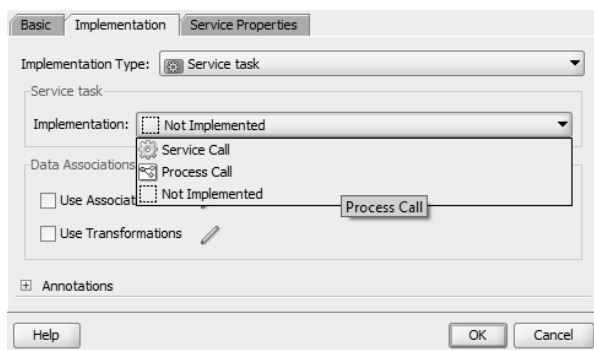 Basic Implementation Service Properties
Implementation Type: Service task
Service task
Implementation: Not Implemented
Service Call
Data Associations
Process Call
Use Associat
Not Implemented
Process Call
Use Transformations
Annotations
Help OK Cancel